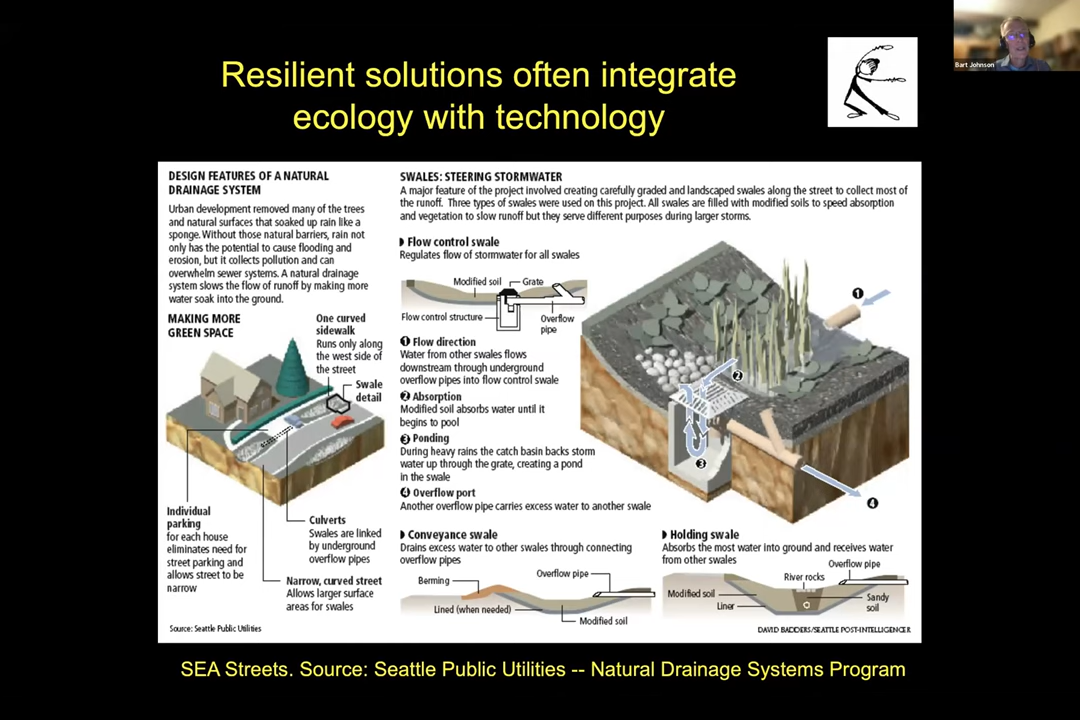 Resilient solutions often integrate
ecology with technology
Bart Johnson
DESIGN FEATURES OF A NATURAL
DRAINAGE SYSTEM
Urban development removed many of the trees
and natural surfaces that soaked up rain like a
sponge. Without those natural barriers, rain not
only has the potential to cause flooding and
erosion, but it collects pollution and can
overwhelm sewer systems. A natural drainage
system slows the flow of runoff by making more
water soak into the ground.
MAKING MORE
GREEN SPACE
One curved
sidewalk
Runs only along
the west side of
the street
Swale
detail
Individual
parking
for each house
eliminates need for
street parking and
allows street to be
narrow
Culverts
Swales are linked
by underground
overflow pipes
Narrow, curved street
Allows larger surface
areas for swales
Source: Seattle Public Utilities
SWALES: STEERING STORMWATER
A major feature of the project involved creating carefully graded and landscaped swales along the street to collect most of
the runoff. Three types of swales were used on this project. All swales are filled with modified soils to speed absorption
and vegetation to slow runoff but they serve different purposes during larger storms.
Flow control swale
Regulates flow of stormwater for all swales
Modified soil
Grate
Flow control structure
Overflow
pipe
1 Flow direction
Water from other swales flows
downstream through underground
overflow pipes into flow control swale
2 Absorption
Modified soil absorbs water until it
begins to pool
3 Ponding
During heavy rains the catch basin backs storm
water up through the grate, creating a pond
in the swale
4 Overflow port
Another overflow pipe carries excess water to another swale
1
2
3
4
Conveyance swale
Drains excess water to other swales through connecting
overflow pipes
Berming
Overflow pipe
Lined (when needed)
Modified soil
Holding swale
Absorbs the most water into ground and receives water
from other swales
Overflow pipe
River rocks
Modified soil
Liner
Sandy
soil
DAVID BADDERS/SEATTLE POST-INTELLIGENCER
SEA Streets. Source: Seattle Public Utilities -- Natural Drainage Systems Program